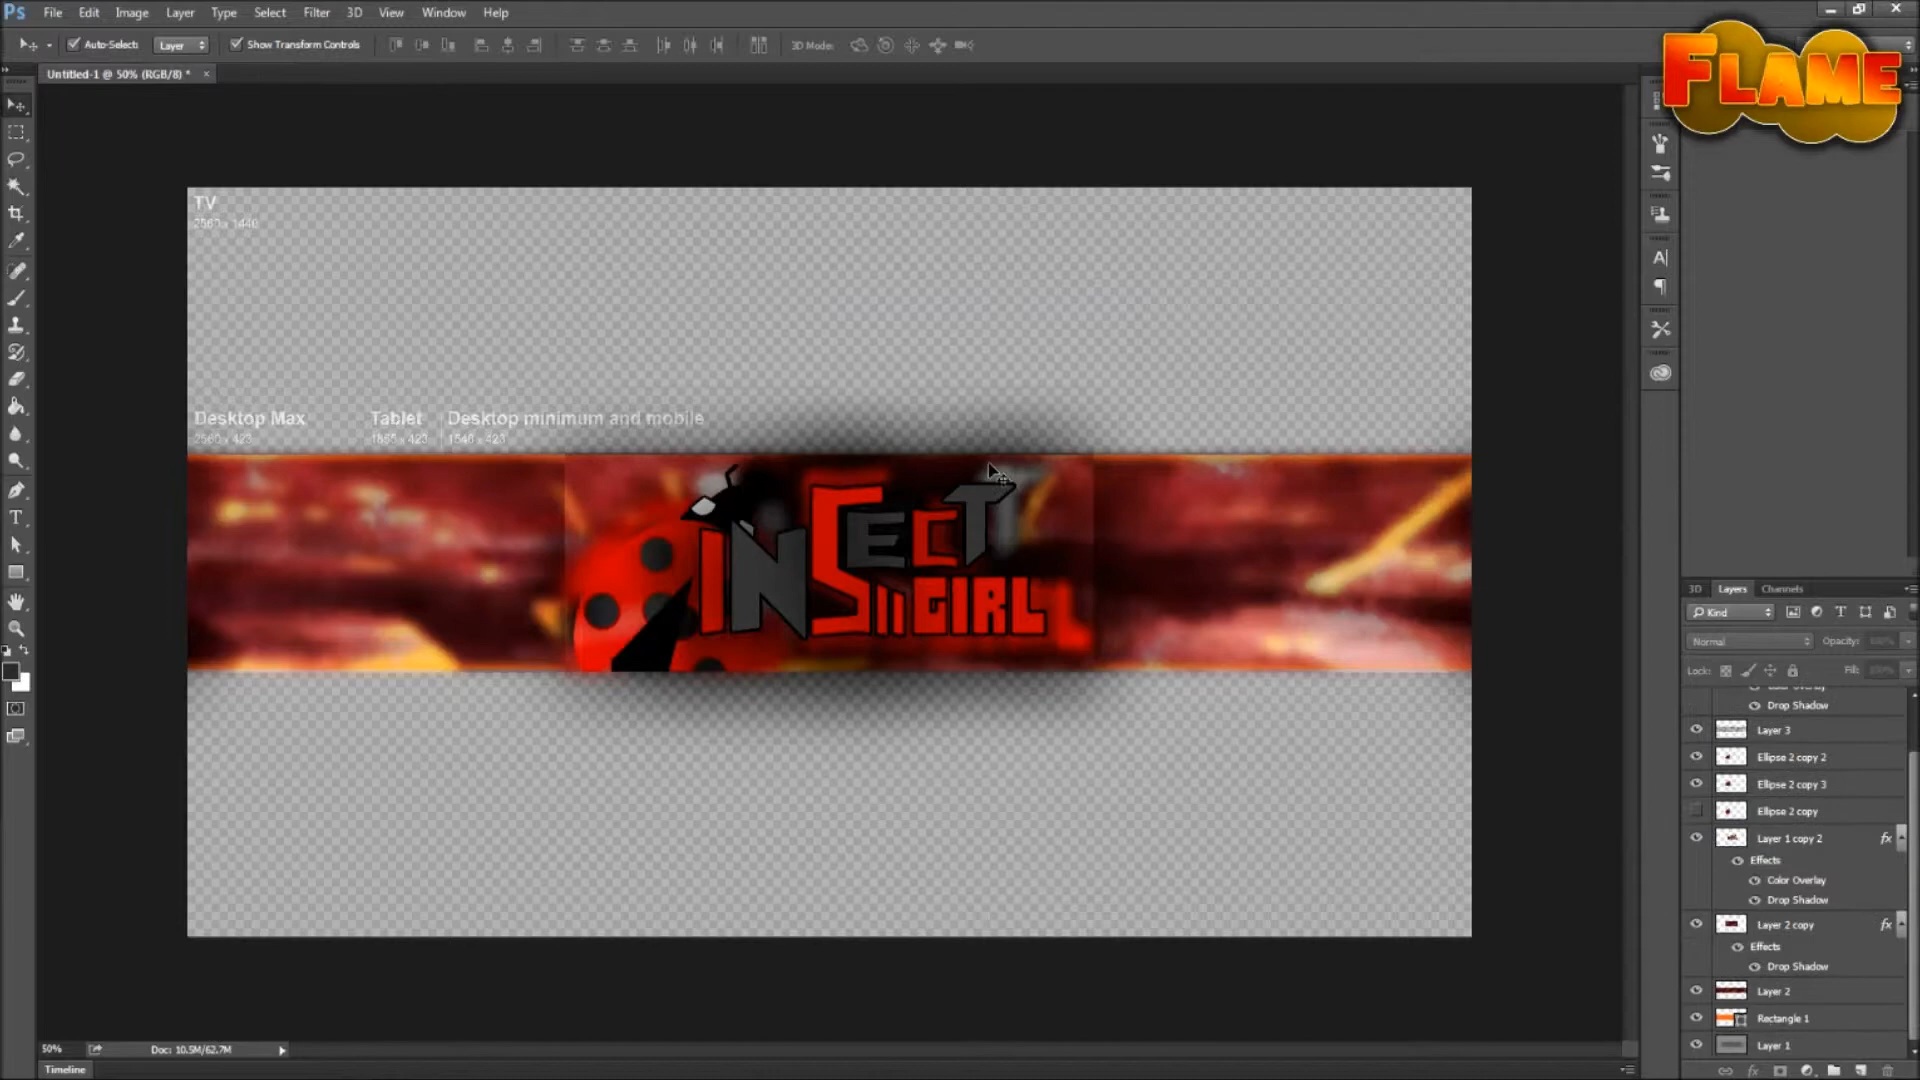 Ps File Edit Image Layer Type Select Filter 3D View Window Help
Auto-Select: Layer Show Transform Controls 3D Mode:
FLAME
Untitled-1 @ 50% (RGB/8) * ×
TV
2560 x 1440
Desktop Max Tablet Desktop minimum and mobile
2560 x 423 1855 x 423 1546 x 423
INSECT
GIRL
3D Layers Channels
Kind
Normal Opacity:
Lock: Fill:
Color Overlay
Drop Shadow
Layer 3
Ellipse 2 copy 2
Ellipse 2 copy 3
Ellipse 2 copy
Layer 1 copy 2 fx
Effects
Color Overlay
Drop Shadow
Layer 2 copy fx
Effects
Drop Shadow
Layer 2
Rectangle 1
Layer 1
50% Doc: 10.5M/62.7M
Timeline